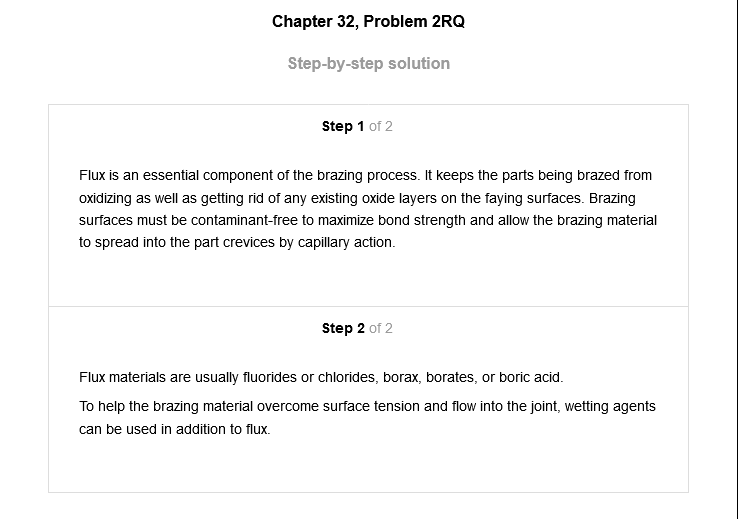 Chapter 32, Problem 2RQ
Step-by-step solution
Step 1 of 2
Flux is an essential component of the brazing process. It keeps the parts being brazed from
oxidizing as well as getting rid of any existing oxide layers on the faying surfaces. Brazing
surfaces must be contaminant-free to maximize bond strength and allow the brazing material
to spread into the part crevices by capillary action.
Step 2 of 2
Flux materials are usually fluorides or chlorides, borax, borates, or boric acid.
To help the brazing material overcome surface tension and flow into the joint, wetting agents
can be used in addition to flux.